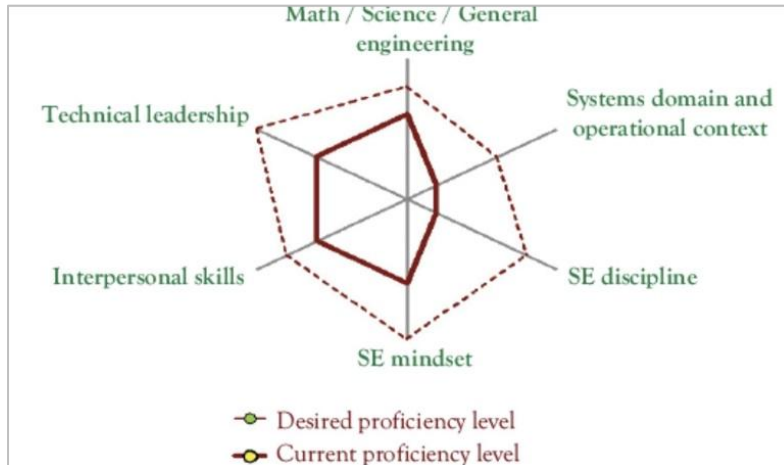 Math / Science / General
engineering
Technical leadership
Systems domain and
operational context
Interpersonal skills
SE discipline
SE mindset
Desired proficiency level
Current proficiency level